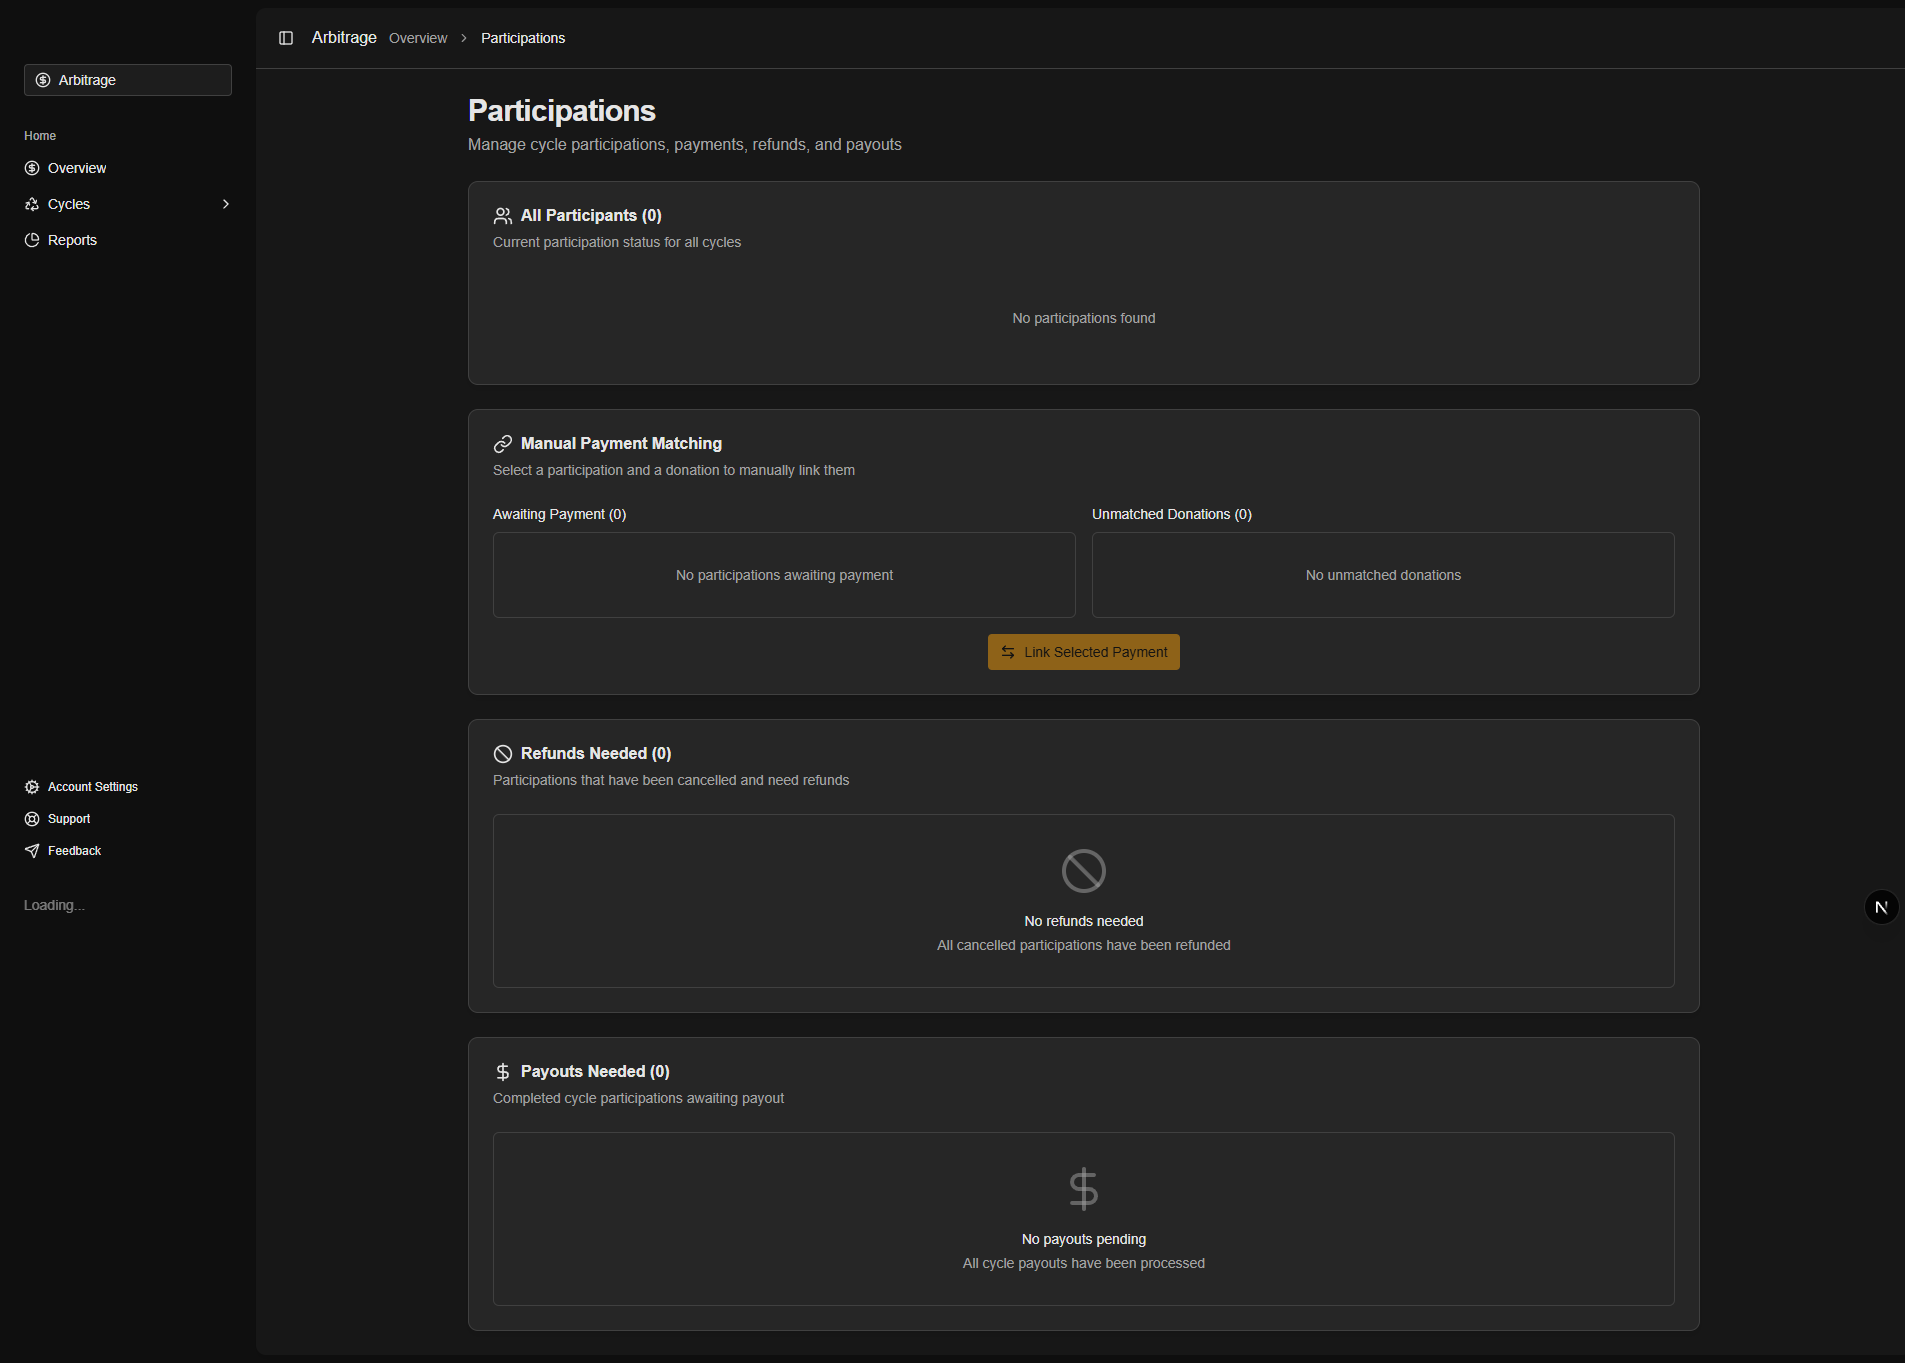 Arbitrage
Home
Overview
Cycles
Reports
Account Settings
Support
Feedback
Loading...
Arbitrage Overview > Participations
Participations
Manage cycle participations, payments, refunds, and payouts
All Participants (0)
Current participation status for all cycles
No participations found
Manual Payment Matching
Select a participation and a donation to manually link them
Awaiting Payment (0)
No participations awaiting payment
Unmatched Donations (0)
No unmatched donations
Link Selected Payment
Refunds Needed (0)
Participations that have been cancelled and need refunds
No refunds needed
All cancelled participations have been refunded
Payouts Needed (0)
Completed cycle participations awaiting payout
No payouts pending
All cycle payouts have been processed
N